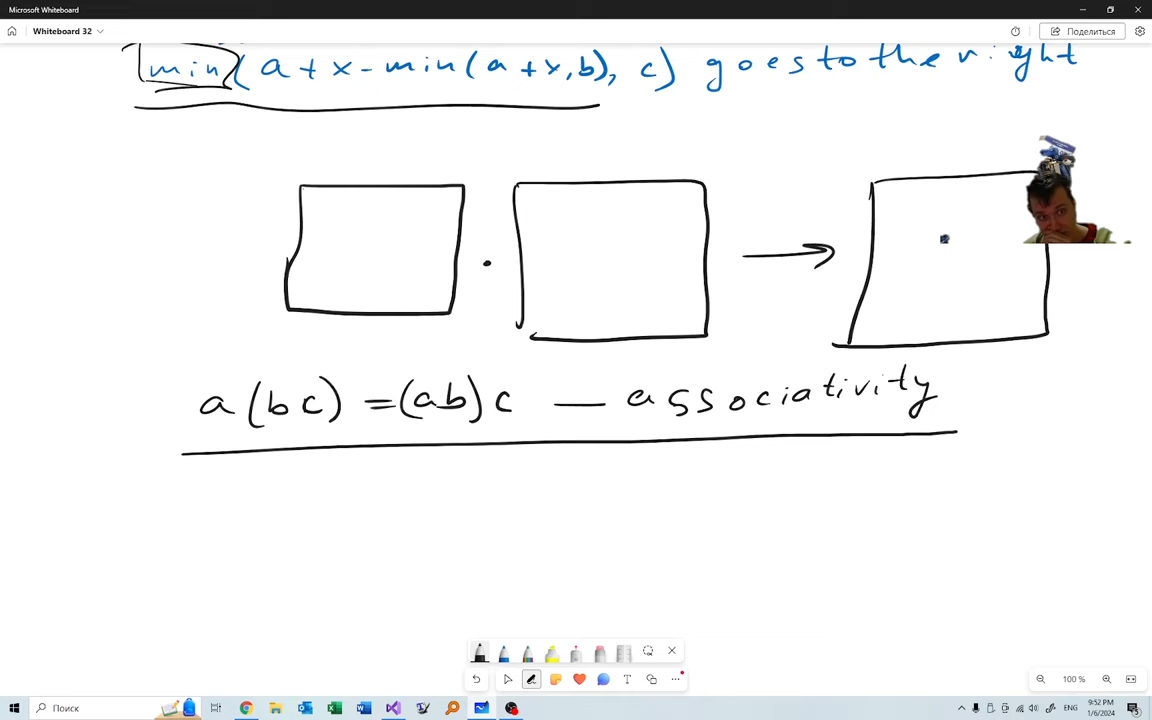 Microsoft Whiteboard
Whiteboard 32
Поделиться
min( a + x - min( a + x, b), c) goes to the right
a (bc) = (ab) c — associativity
100 %
Поиск
ENG
9:52 PM
1/6/2024